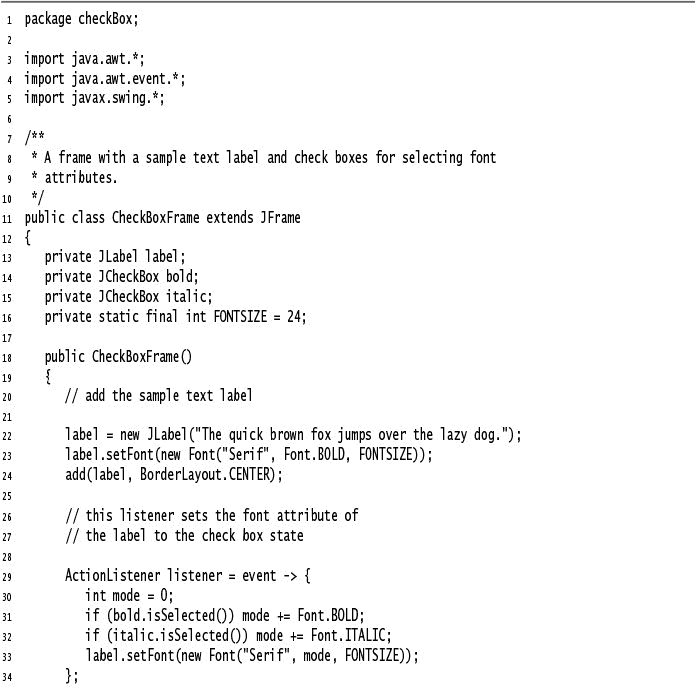 1 package checkBox;
2
3 import java.awt.*;
4 import java.awt.event.*;
5 import javax.swing.*;
6
7 /**
8  * A frame with a sample text label and check boxes for selecting font
9  * attributes.
10  */
11 public class CheckBoxFrame extends JFrame
12 {
13    private JLabel label;
14    private JCheckBox bold;
15    private JCheckBox italic;
16    private static final int FONTSIZE = 24;
17
18    public CheckBoxFrame()
19    {
20       // add the sample text label
21
22       label = new JLabel("The quick brown fox jumps over the lazy dog.");
23       label.setFont(new Font("Serif", Font.BOLD, FONTSIZE));
24       add(label, BorderLayout.CENTER);
25
26       // this listener sets the font attribute of
27       // the label to the check box state
28
29       ActionListener listener = event -> {
30          int mode = 0;
31          if (bold.isSelected()) mode += Font.BOLD;
32          if (italic.isSelected()) mode += Font.ITALIC;
33          label.setFont(new Font("Serif", mode, FONTSIZE));
34       };